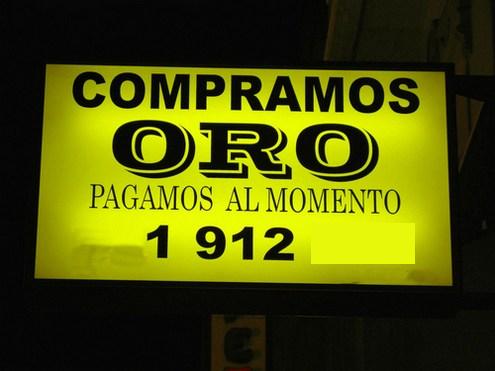 COMPRAMOS
ORO
PAGAMOS AL MOMENTO
1 912